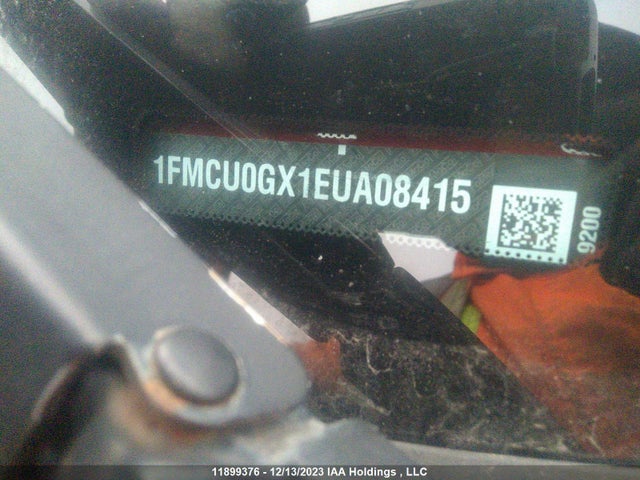 1FMCU0GX1EUA08415
9200
11899376 - 12/13/2023 IAA Holdings , LLC